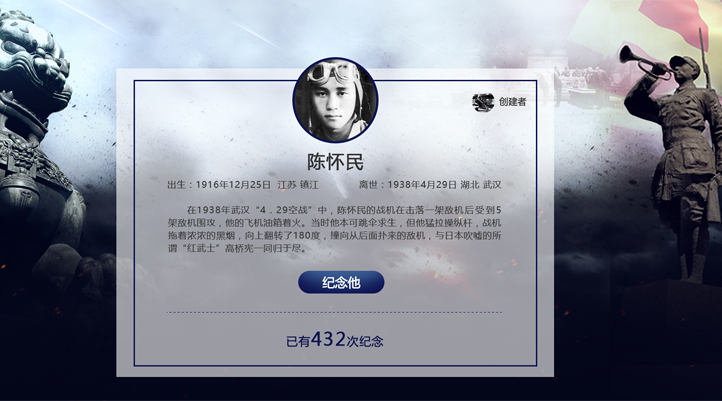 创建者
陈怀民
出生：1916年12月25日 江苏 镇江 离世：1938年4月29日 湖北 武汉
在1938年武汉“4．29空战”中，陈怀民的战机在击落一架敌机后受到5
架敌机围攻，他的飞机油箱着火。当时他本可跳伞求生，但他猛拉操纵杆，战机
拖着浓浓的黑烟，向上翻转了180度，撞向从后面扑来的敌机，与日本吹嘘的所
谓“红武士”高桥宪一同归于尽。
纪念他
已有432次纪念